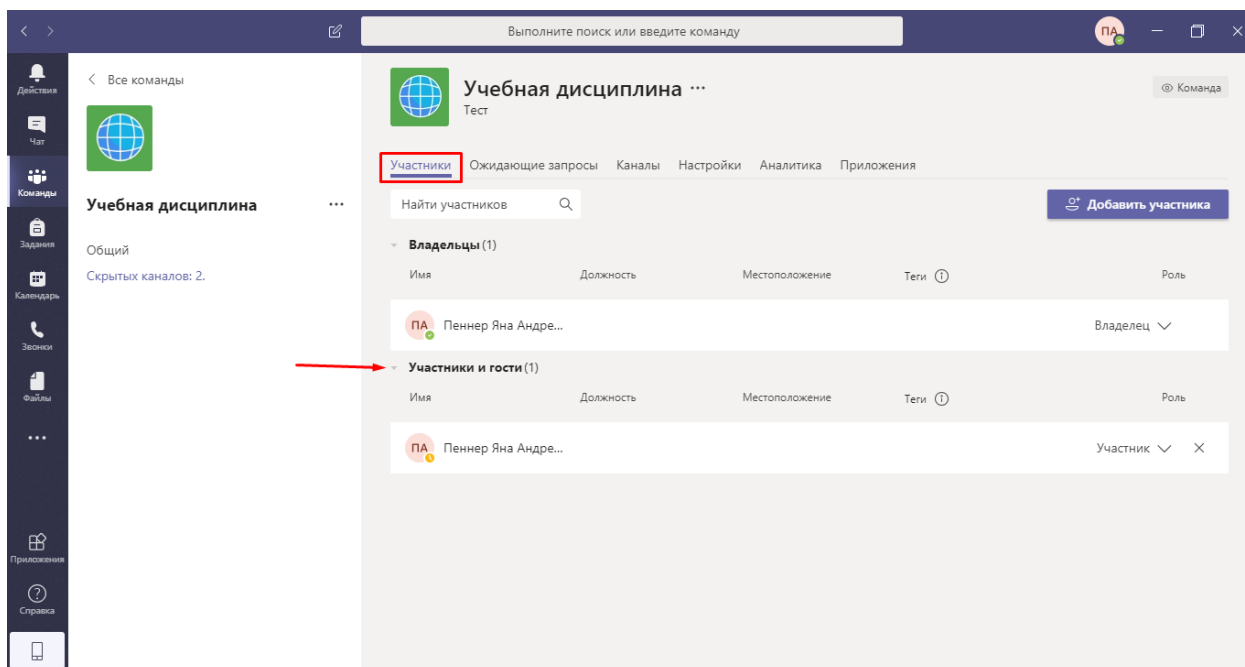 Выполните поиск или введите команду
ПА
Действия
Чат
Команды
Задания
Календарь
Звонки
Файлы
Приложения
Справка
Все команды
Учебная дисциплина ...
Общий
Скрытых каналов: 2.
Учебная дисциплина ...
Тест
Команда
Участники Ожидающие запросы Каналы Настройки Аналитика Приложения
Найти участников Добавить участника
Владельцы (1)
Имя Должность Местоположение Теги Роль
ПА Пеннер Яна Андре... Владелец
Участники и гости (1)
Имя Должность Местоположение Теги Роль
ПА Пеннер Яна Андре... Участник